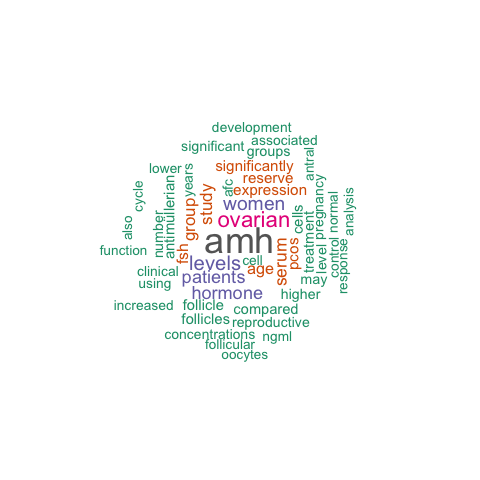 development
associated
significant
groups
antral
significantly
lower
years
reserve
afc
expression
antimullerian
cycle
study
women
pregnancy
normal
analysis
group
ovarian
cells
also
number
amh
treatment
level
control
response
function
fsh
levels
cell
age
serum
pcos
clinical
patients
may
using
hormone
higher
increased
follicle
compared
follicles
reproductive
concentrations
ngml
follicular
oocytes